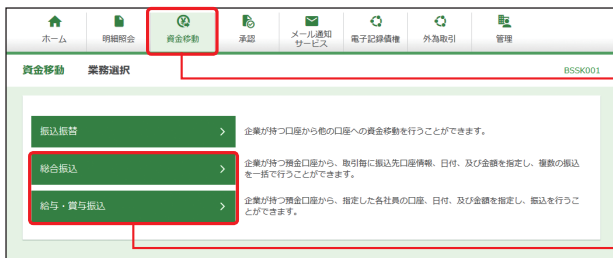 ホーム 明細照会 資金移動 承認 メール通知サービス 電子記録債権 外為取引 管理
資金移動 業務選択 BSSK001
振込振替 企業が持つ口座から他の口座への資金移動を行うことができます。
総合振込 企業が持つ預金口座から、取引毎に振込先口座情報、日付、及び金額を指定し、複数の振込
を一括で行うことができます。
給与・賞与振込 企業が持つ預金口座から、指定した各社員の口座、日付、及び金額を指定し、振込を行うこ
とができます。